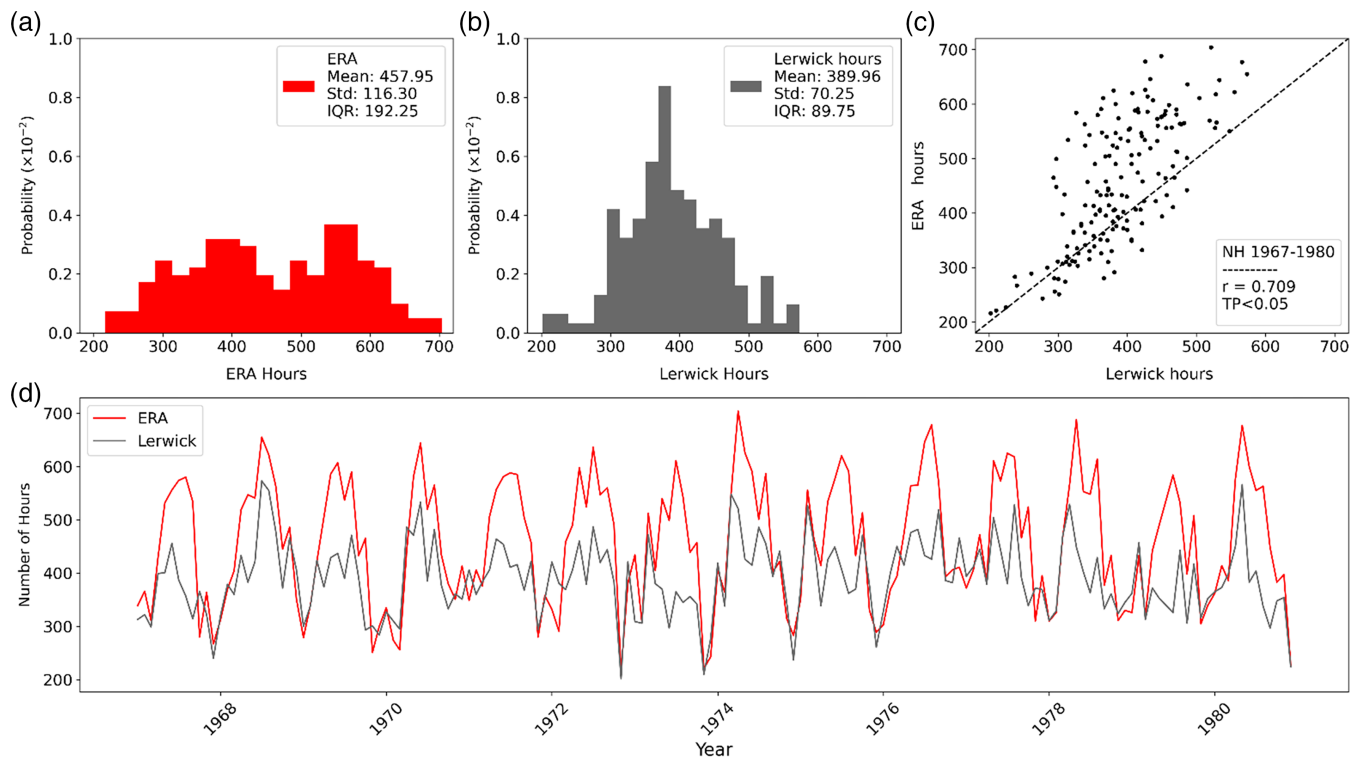 (a)
1.0
0.8
0.6
0.4
0.2
0.0
Probability (×10⁻²)
ERA
Mean: 457.95
Std: 116.30
IQR: 192.25
200 300 400 500 600 700
ERA Hours
(b)
1.0
0.8
0.6
0.4
0.2
0.0
Probability (×10⁻²)
Lerwick hours
Mean: 389.96
Std: 70.25
IQR: 89.75
200 300 400 500 600 700
Lerwick Hours
(c)
700
600
500
400
300
200
ERA hours
NH 1967-1980
-----------
r = 0.709
TP<0.05
200 300 400 500 600 700
Lerwick hours
(d)
700
600
500
400
300
200
Number of Hours
ERA
Lerwick
1968 1970 1972 1974 1976 1978 1980
Year